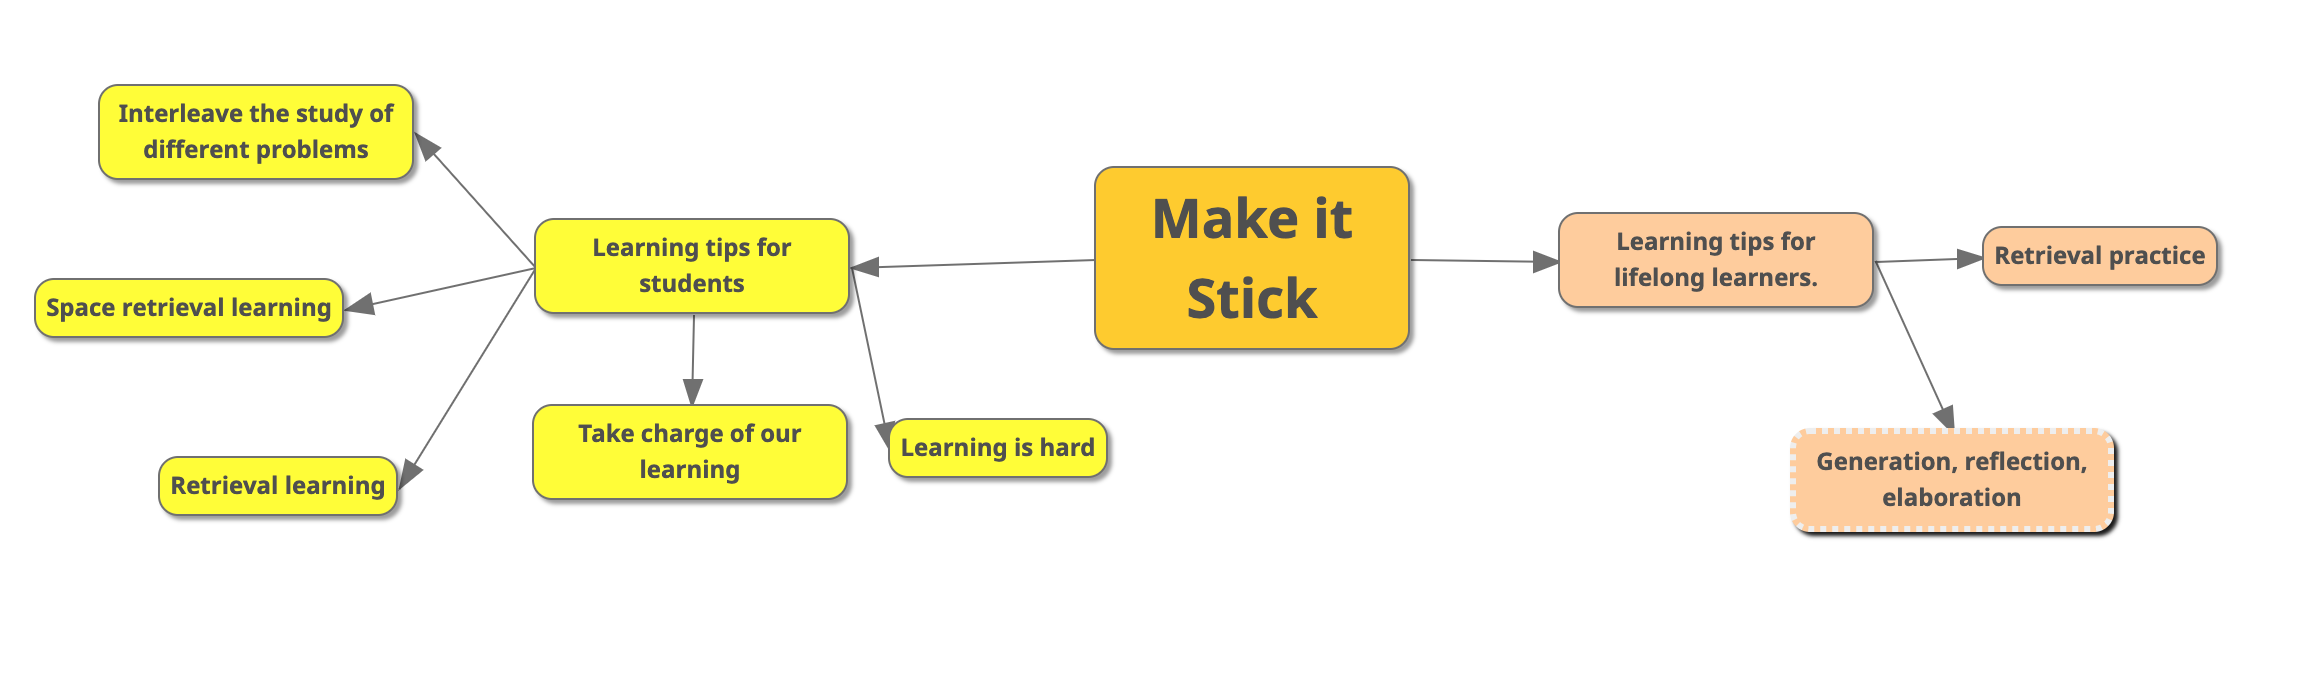 Interleave the study of
different problems
Space retrieval learning
Retrieval learning
Learning tips for
students
Take charge of our
learning
Learning is hard
Make it
Stick
Learning tips for
lifelong learners.
Retrieval practice
Generation, reflection,
elaboration